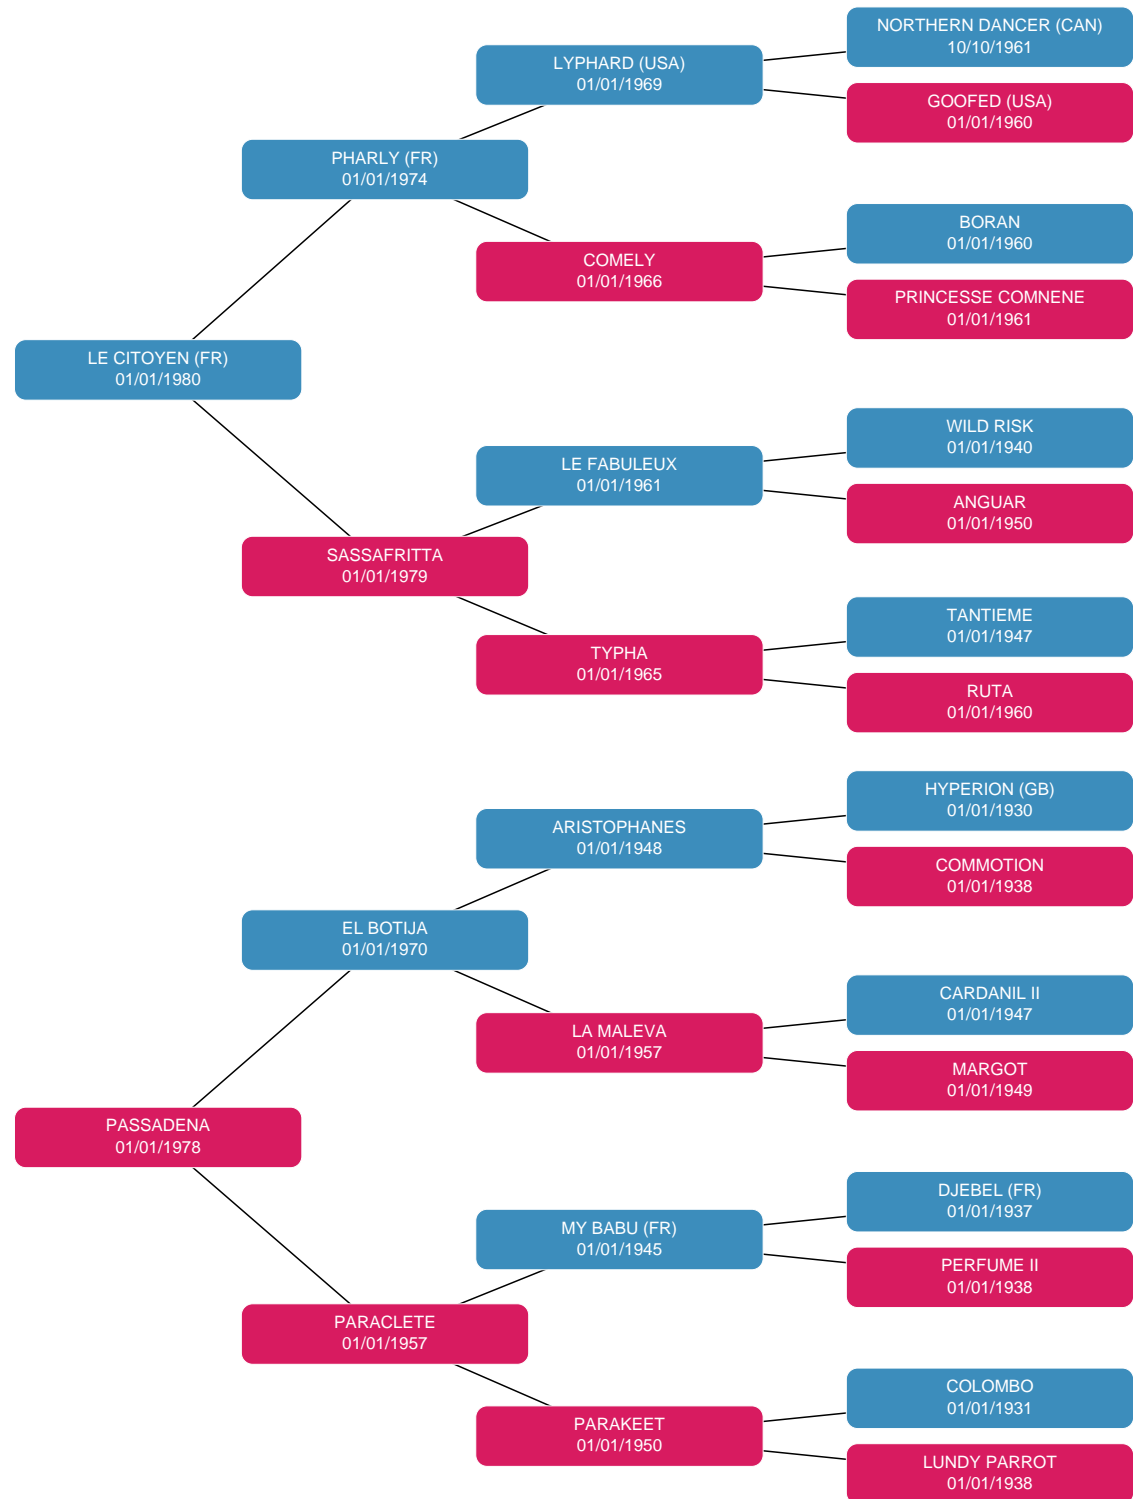 NORTHERN DANCER (CAN)
10/10/1961
LYPHARD (USA)
01/01/1969
GOOFED (USA)
01/01/1960
PHARLY (FR)
01/01/1974
BORAN
01/01/1960
COMELY
01/01/1966
PRINCESSE COMNENE
01/01/1961
LE CITOYEN (FR)
01/01/1980
WILD RISK
01/01/1940
LE FABULEUX
01/01/1961
ANGUAR
01/01/1950
SASSAFRITTA
01/01/1979
TANTIEME
01/01/1947
TYPHA
01/01/1965
RUTA
01/01/1960
HYPERION (GB)
01/01/1930
ARISTOPHANES
01/01/1948
COMMOTION
01/01/1938
EL BOTIJA
01/01/1970
CARDANIL II
01/01/1947
LA MALEVA
01/01/1957
MARGOT
01/01/1949
PASSADENA
01/01/1978
DJEBEL (FR)
01/01/1937
MY BABU (FR)
01/01/1945
PERFUME II
01/01/1938
PARACLETE
01/01/1957
COLOMBO
01/01/1931
PARAKEET
01/01/1950
LUNDY PARROT
01/01/1938